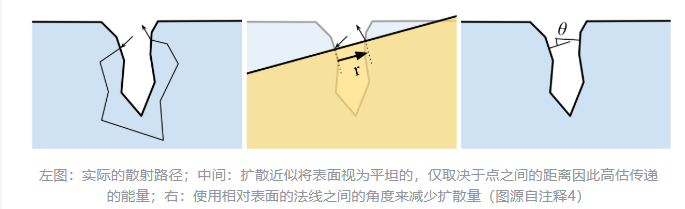 θ
r
左图：实际的散射路径；中间：扩散近似将表面视为平坦的，仅取决于点之间的距离因此高估传递
的能量；右：使用相对表面的法线之间的角度来减少扩散量（图源自注释4）